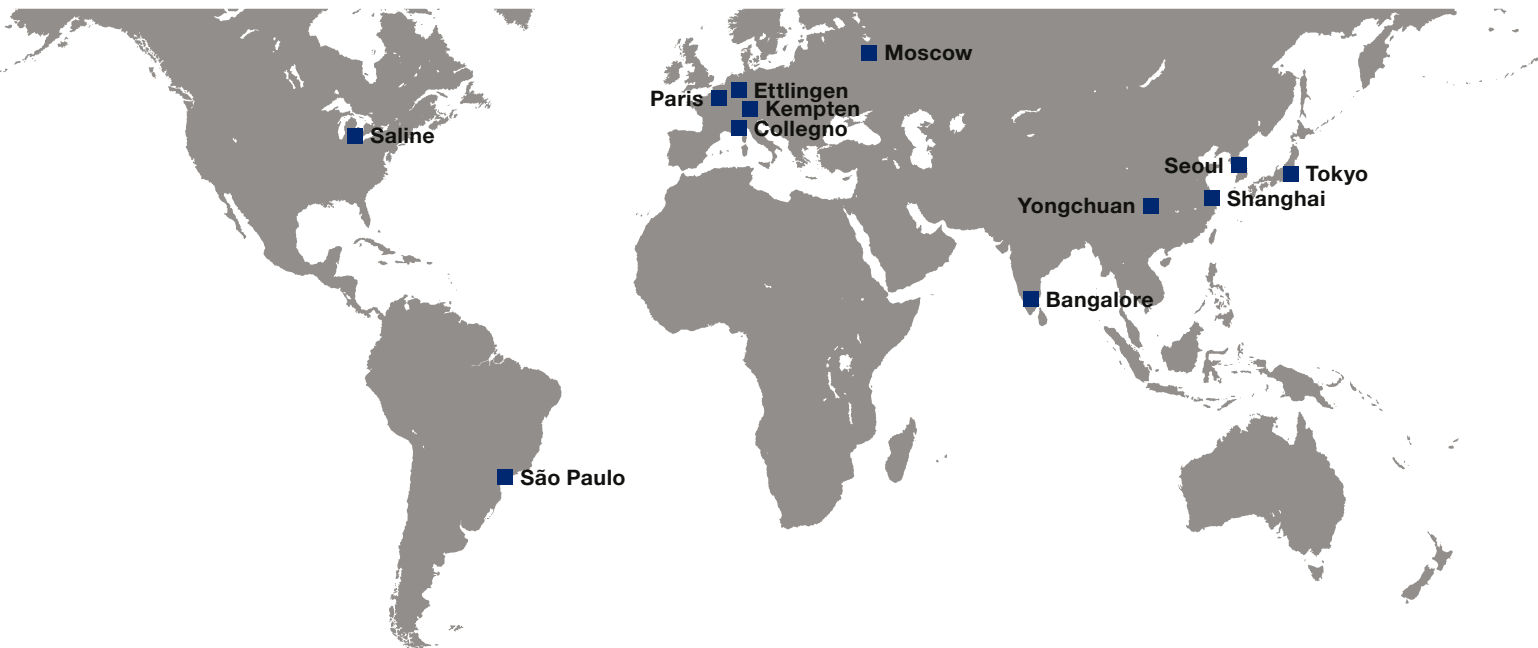 Moscow
Ettlingen
Paris
Kempten
Collegno
Saline
Seoul
Tokyo
Shanghai
Yongchuan
Bangalore
São Paulo